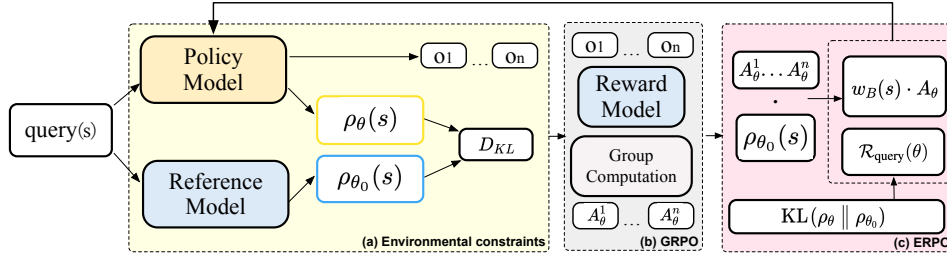 query(s)
Policy
Model
Reference
Model
o1 ... on
ρθ(s)
ρθ0(s)
DKL
(a) Environmental constraints
o1 ... on
Reward
Model
Group
Computation
A¹θ ... Aⁿθ
(b) GRPO
A¹θ ... Aⁿθ
·
ρθ0(s)
wB(s) · Aθ
Rquery(θ)
KL(ρθ ∥ ρθ0)
(c) ERPO